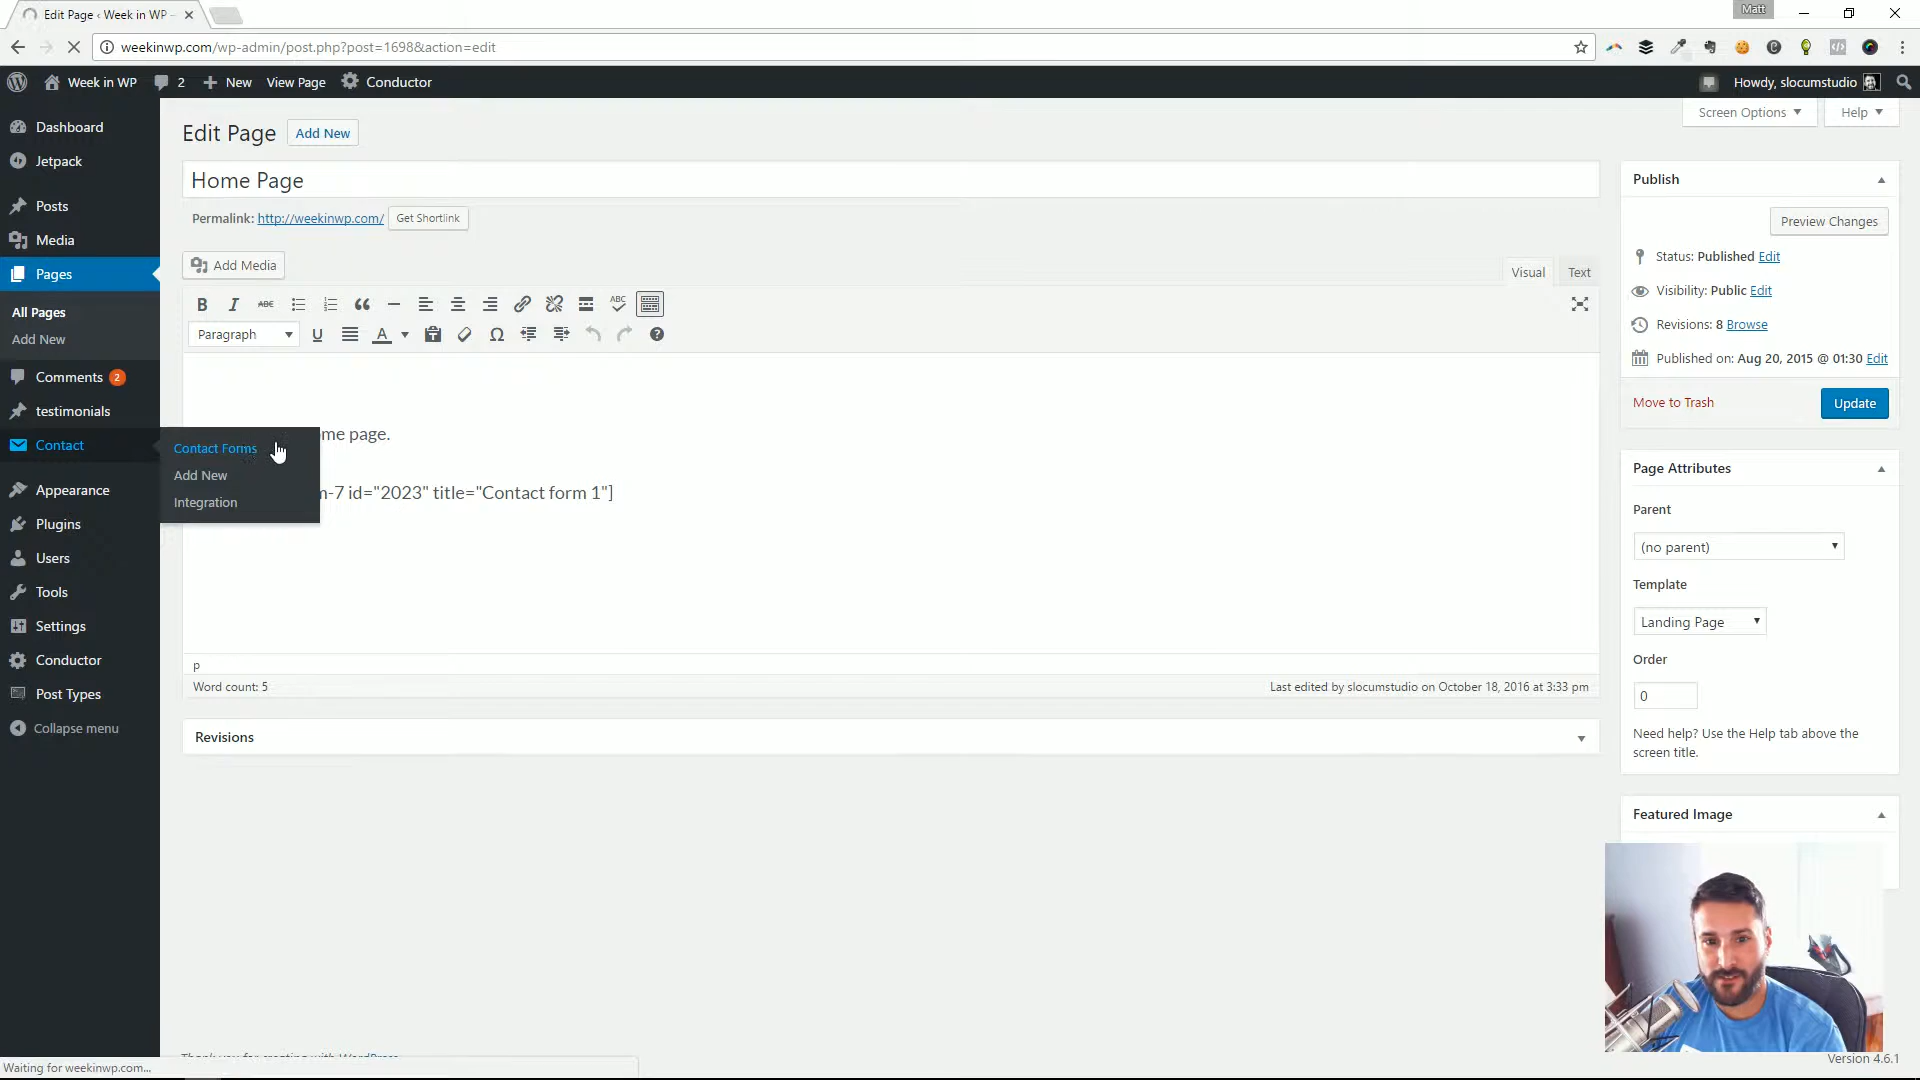 Edit Page ‹ Week in WP -
Matt
weekinwp.com/wp-admin/post.php?post=1698&action=edit
Week in WP
2
New
View Page
Conductor
Howdy, slocumstudio
Dashboard
Jetpack
Posts
Media
Pages
All Pages
Add New
Comments 2
testimonials
Contact
Contact Forms
Add New
Integration
Appearance
Plugins
Users
Tools
Settings
Conductor
Post Types
Collapse menu
Screen Options
Help
Edit Page
Add New
Home Page
Permalink: http://weekinwp.com/
Get Shortlink
Add Media
Visual
Text
B I ABC ABC
Paragraph
U A Ω
me page.
-7 id="2023" title="Contact form 1"]
p
Word count: 5
Last edited by slocumstudio on October 18, 2016 at 3:33 pm
Revisions
Publish
Preview Changes
Status: Published Edit
Visibility: Public Edit
Revisions: 8 Browse
Published on: Aug 20, 2015 @ 01:30 Edit
Move to Trash
Update
Page Attributes
Parent
(no parent)
Template
Landing Page
Order
0
Need help? Use the Help tab above the
screen title.
Featured Image
Thank you for creating with WordPress
Version 4.6.1
Waiting for weekinwp.com...